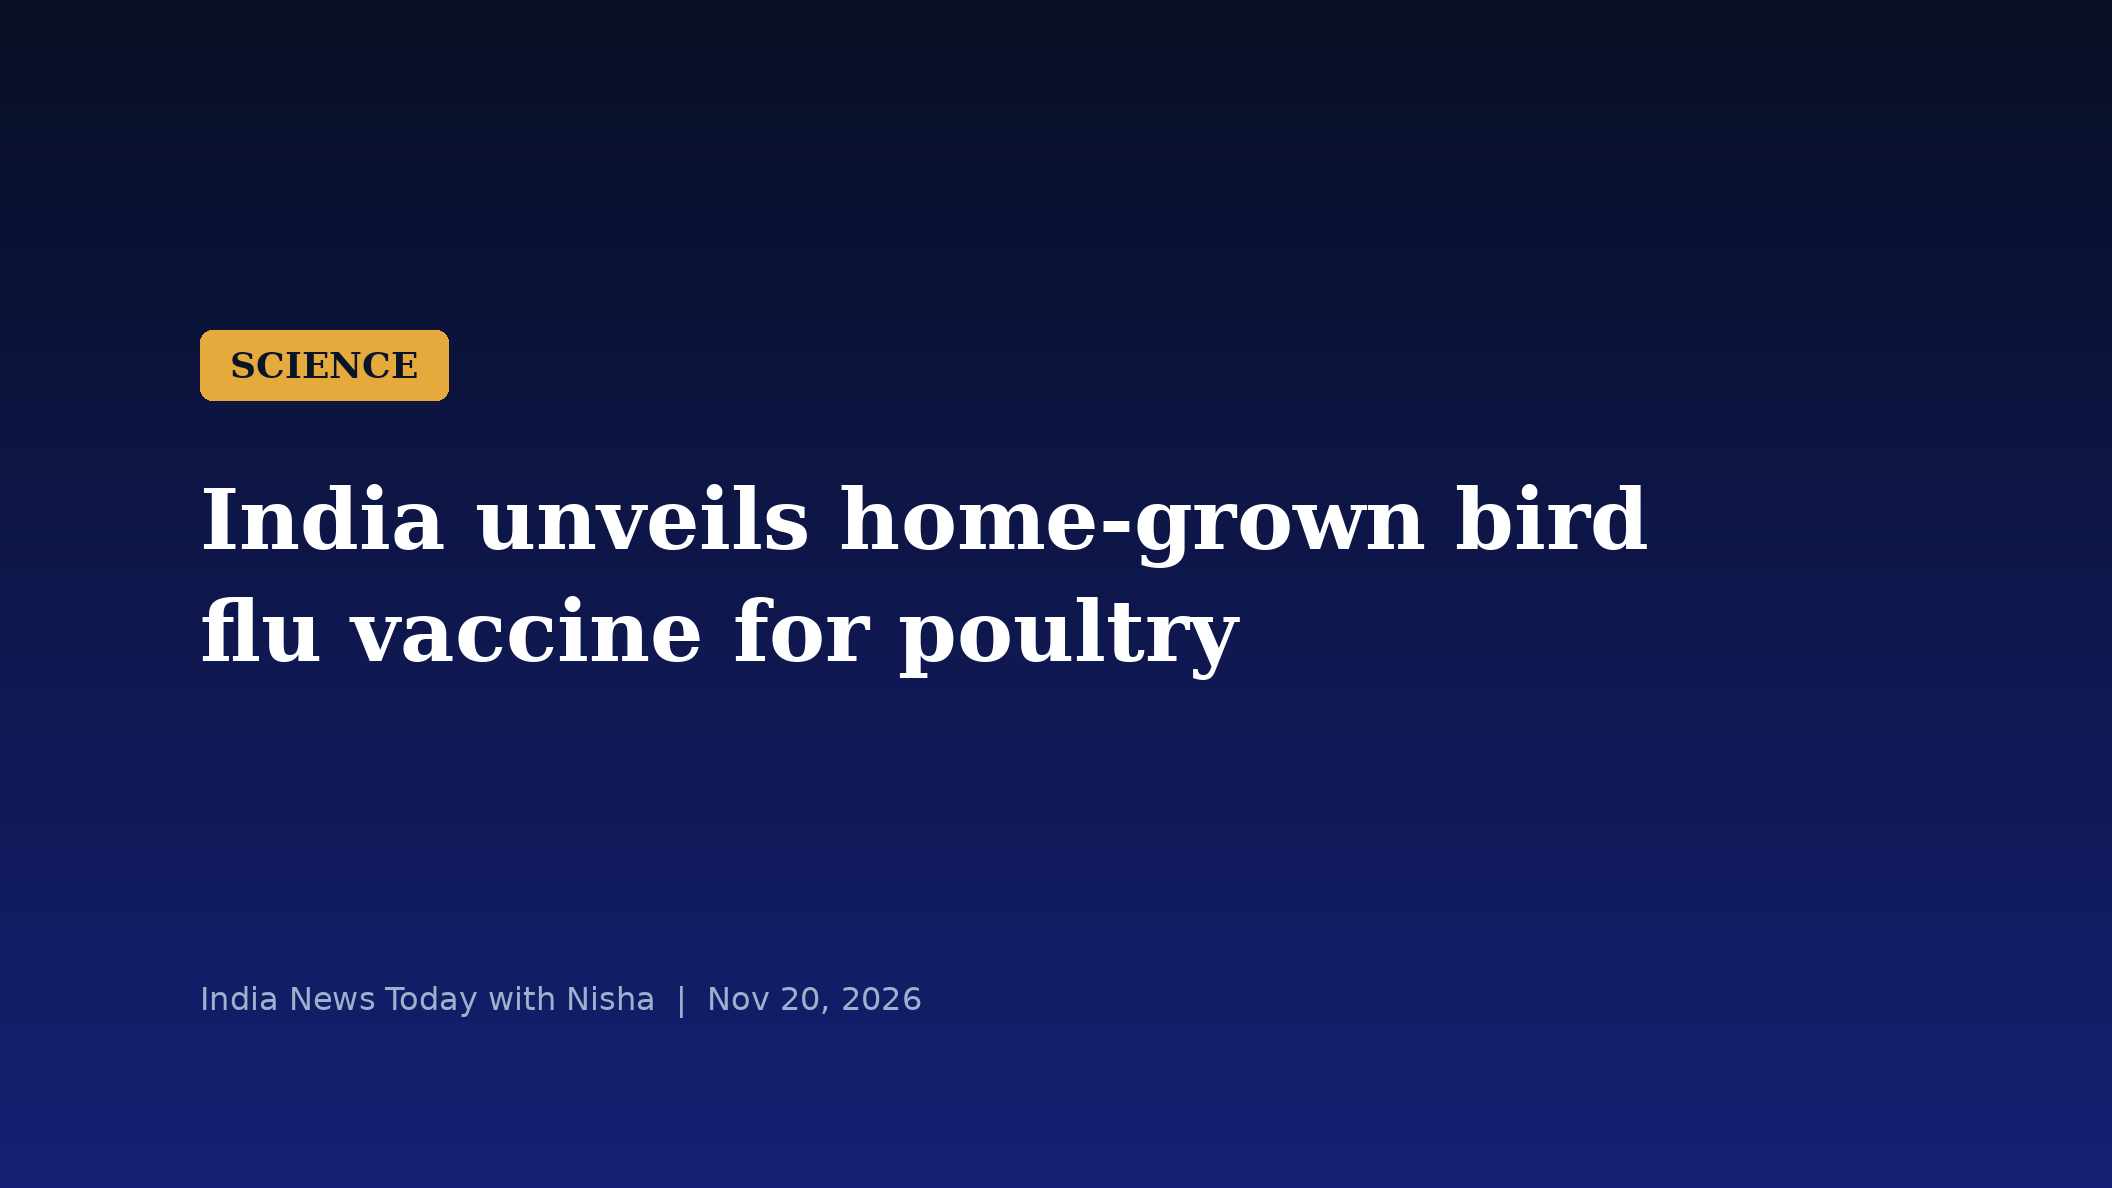 SCIENCE
India unveils home-grown bird
flu vaccine for poultry
India News Today with Nisha | Nov 20, 2026